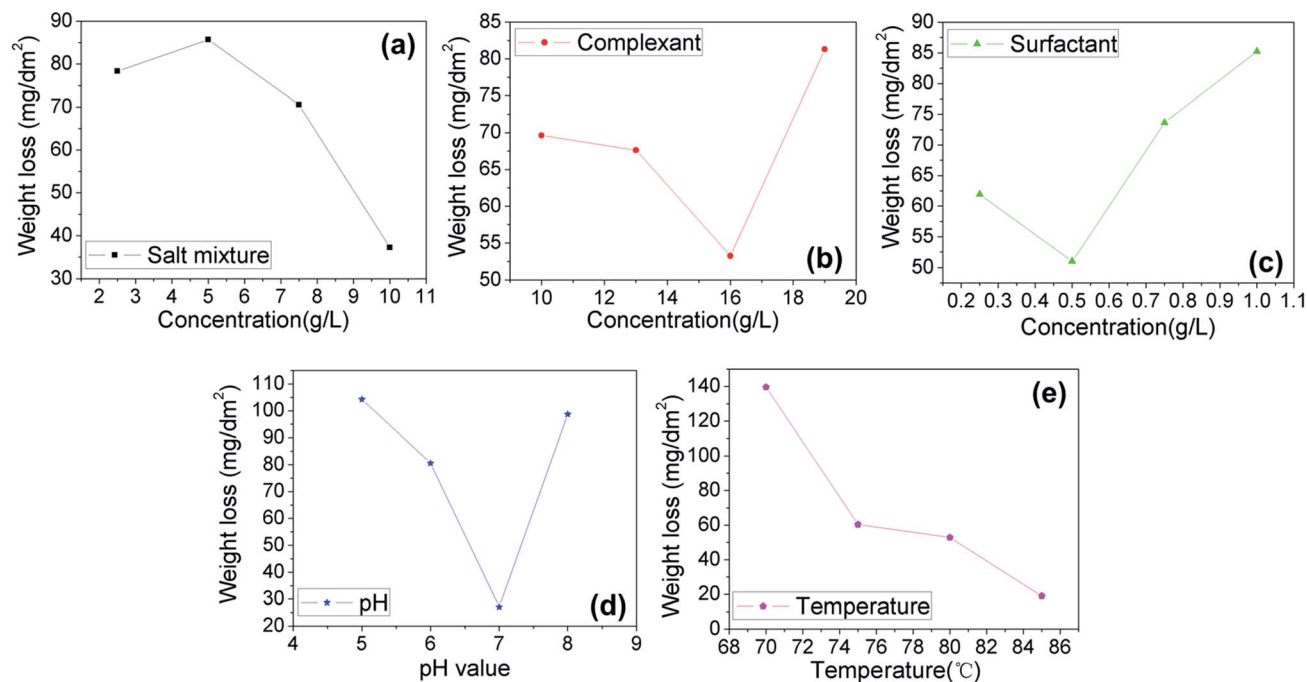 (a)
Weight loss (mg/dm²)
90
80
70
60
50
40
30
Salt mixture
2 3 4 5 6 7 8 9 10 11
Concentration(g/L)
(b)
Weight loss (mg/dm²)
85
80
75
70
65
60
55
50
Complexant
10 12 14 16 18 20
Concentration(g/L)
(c)
Weight loss (mg/dm²)
90
85
80
75
70
65
60
55
50
Surfactant
0.2 0.3 0.4 0.5 0.6 0.7 0.8 0.9 1.0 1.1
Concentration(g/L)
(d)
Weight loss (mg/dm²)
110
100
90
80
70
60
50
40
30
20
pH
4 5 6 7 8 9
pH value
(e)
Weight loss (mg/dm²)
140
120
100
80
60
40
20
0
Temperature
68 70 72 74 76 78 80 82 84 86
Temperature(℃)